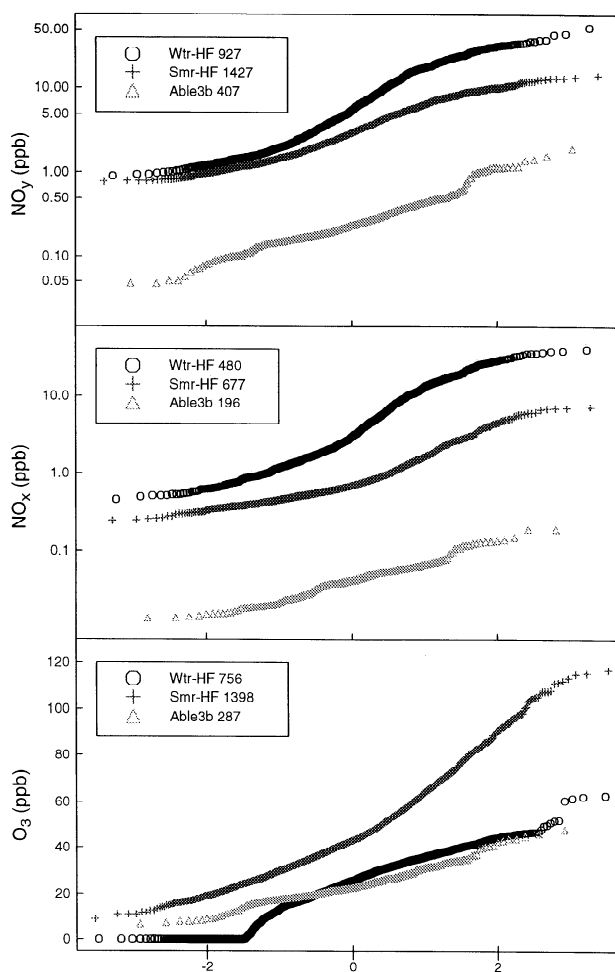 50.00
10.00
5.00
1.00
0.50
0.10
0.05
NOy (ppb)
Wtr-HF 927
Smr-HF 1427
Able3b 407
10.0
1.0
0.1
NOx (ppb)
Wtr-HF 480
Smr-HF 677
Able3b 196
120
100
80
60
40
20
0
O3 (ppb)
Wtr-HF 756
Smr-HF 1398
Able3b 287
-2
0
2